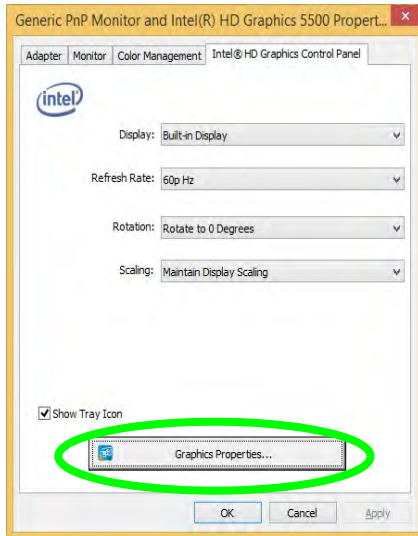 Generic PnP Monitor and Intel(R) HD Graphics 5500 Propert...
Adapter Monitor Color Management Intel® HD Graphics Control Panel
intel
Display: Built-in Display
Refresh Rate: 60p Hz
Rotation: Rotate to 0 Degrees
Scaling: Maintain Display Scaling
Show Tray Icon
Graphics Properties...
OK Cancel Apply